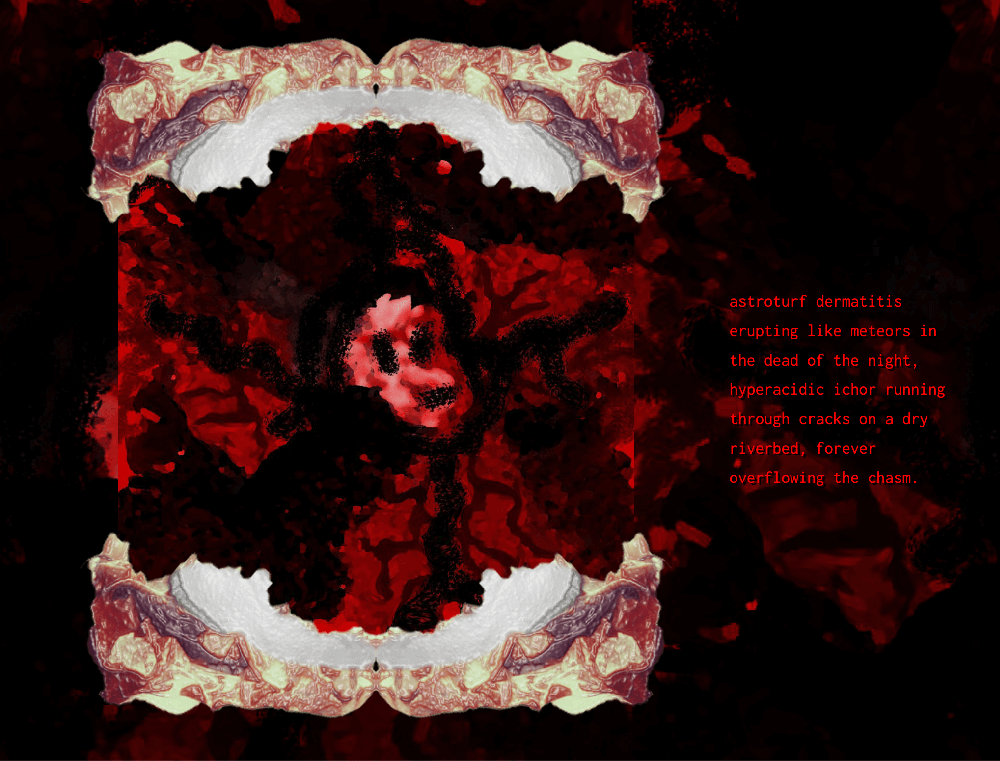 astroturf dermatitis
erupting like meteors in
the dead of the night,
hyperacidic ichor running
through cracks on a dry
riverbed, forever
overflowing the chasm.